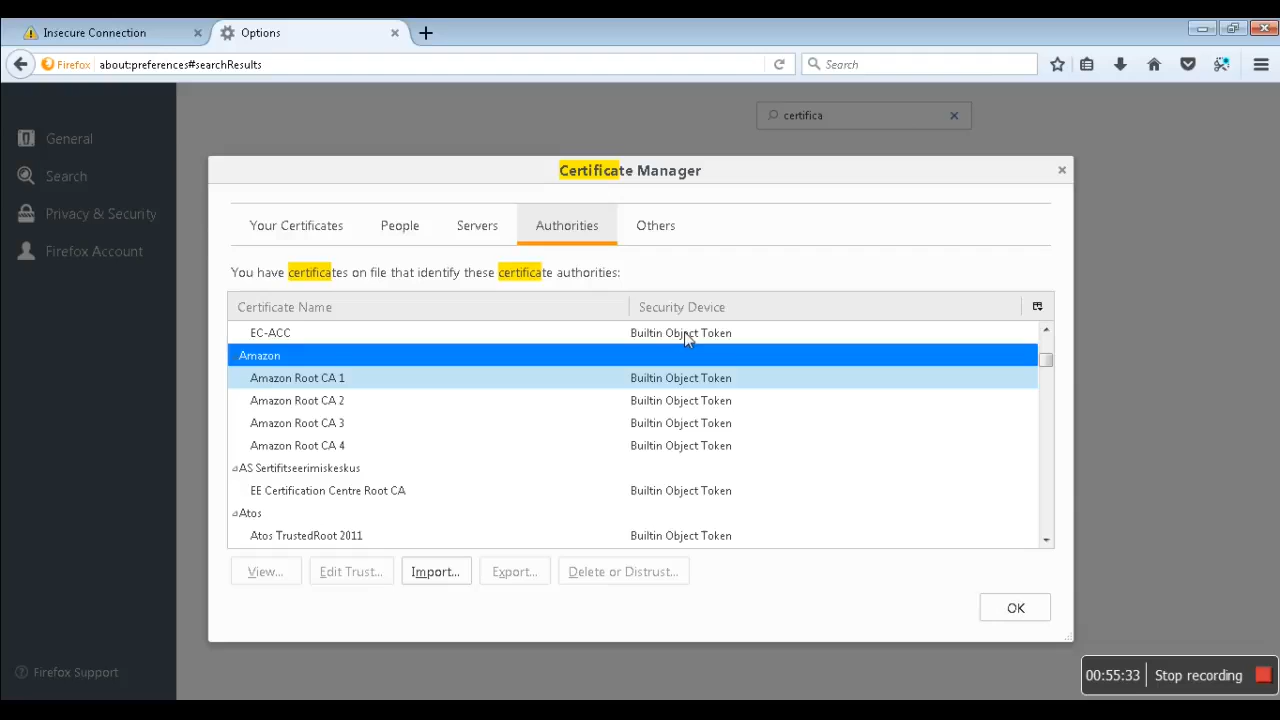 Insecure Connection
Options
Firefox
about:preferences#searchResults
Search
certifica
General
Search
Privacy & Security
Firefox Account
Certificate Manager
Your Certificates
People
Servers
Authorities
Others
You have certificates on file that identify these certificate authorities:
Certificate Name
Security Device
EC-ACC
Builtin Object Token
Amazon
Amazon Root CA 1
Builtin Object Token
Amazon Root CA 2
Builtin Object Token
Amazon Root CA 3
Builtin Object Token
Amazon Root CA 4
Builtin Object Token
AS Sertifitseerimiskeskus
EE Certification Centre Root CA
Builtin Object Token
Atos
Atos TrustedRoot 2011
Builtin Object Token
View...
Edit Trust...
Import...
Export...
Delete or Distrust...
OK
Firefox Support
00:55:33
Stop recording